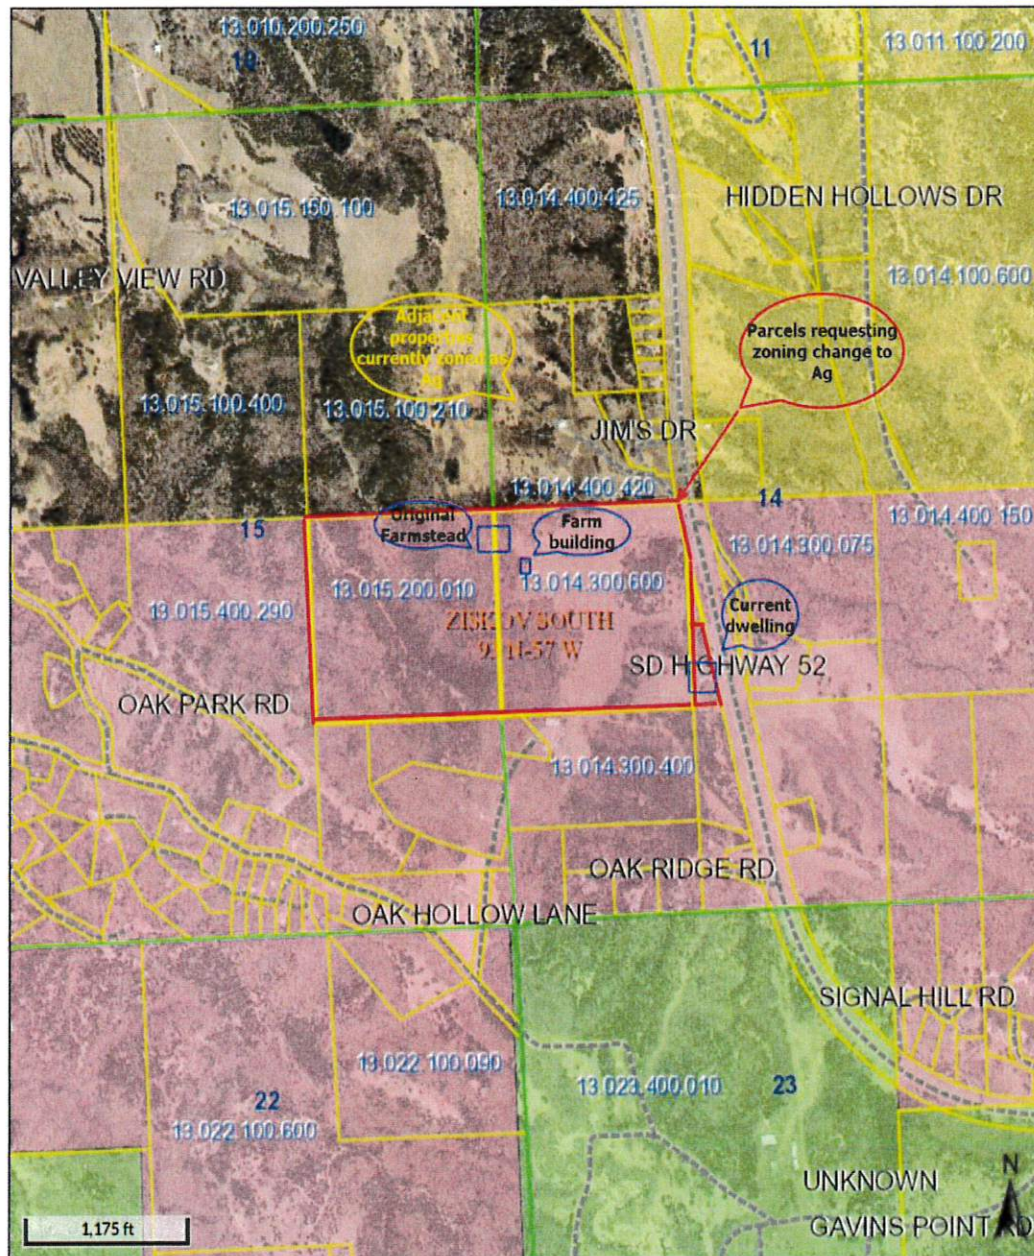 13.010.200.250
10
11
13.011.100.200
13.015.150.100
13.014.400.425
HIDDEN HOLLOWS DR
VALLEY VIEW RD
13.014.100.600
Adjacent
properties
currently zoned as
Ag
Parcels requesting
zoning change to
Ag
13.015.100.400
13.015.100.210
JIM'S DR
13.014.400.420
14
15
Original
Farmstead
Farm
building
13.014.400.150
13.014.300.075
13.015.400.290
13.015.200.010
13.014.300.600
Current
dwelling
ZISKOV SOUTH
SD HIGHWAY 52
OAK PARK RD
13.014.300.400
OAK RIDGE RD
OAK HOLLOW LANE
SIGNAL HILL RD
13.022.100.090
13.023.400.010
23
22
13.022.100.600
UNKNOWN
N
GAVINS POINT RD
1,175 ft